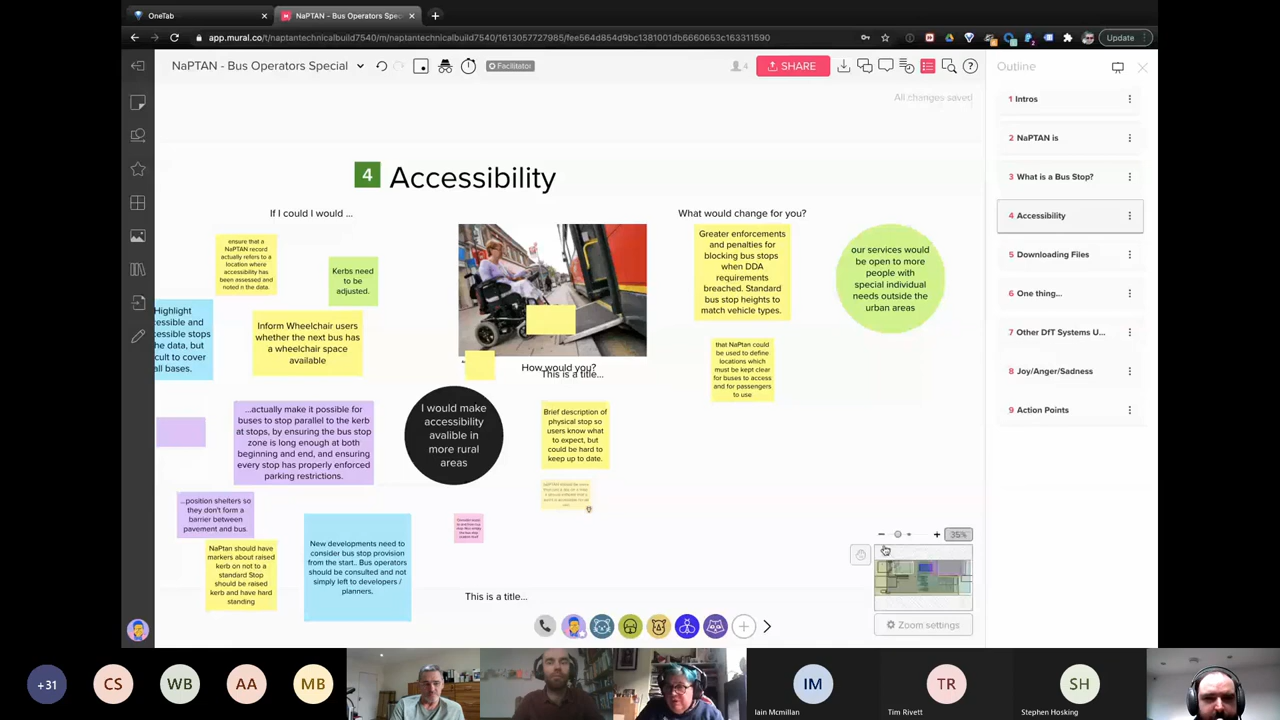 OneTab
NaPTAN - Bus Operators Spec
app.mural.co/t/naptantechnicalbuild7540/m/naptantechnicalbuild7540/1613057727985/fee564d854d9bc1381001db5660653c163311590
Update
NaPTAN - Bus Operators Special
Facilitator
4
SHARE
Outline
All changes saved
1 Intros
2 NaPTAN is
3 What is a Bus Stop?
4 Accessibility
5 Downloading Files
6 One thing...
7 Other DfT Systems U...
8 Joy/Anger/Sadness
9 Action Points
4 Accessibility
If I could I would ...
What would change for you?
ensure that a
NaPTAN record
actually refers to a
location where
accessibility has
been assessed and
noted n the data.
Kerbs need
to be
adjusted.
Highlight
cessible and
cessible stops
he data, but
cult to cover
all bases.
Inform Wheelchair users
whether the next bus has
a wheelchair space
available
Greater enforcements
and penalties for
blocking bus stops
when DDA
requirements
breached. Standard
bus stop heights to
match vehicle types.
our services would
be open to more
people with
special individual
needs outside the
urban areas
that NaPtan could
be used to define
locations which
must be kept clear
for buses to access
and for passengers
to use
How would you?
This is a title...
...actually make it possible for
buses to stop parallel to the kerb
at stops, by ensuring the bus stop
zone is long enough at both
beginning and end, and ensuring
every stop has properly enforced
parking restrictions.
I would make
accessibility
avalible in
more rural
areas
Brief description of
physical stop so
users know what
to expect, but
could be hard to
keep up to date.
...position shelters so
they don't form a
barrier between
pavement and bus.
NaPtan should have
markers about raised
kerb on not to a
standard Stop
should be raised
kerb and have hard
standing
New developments need to
consider bus stop provision
from the start.. Bus operators
should be consulted and not
simply left to developers /
planners,
This is a title...
35%
Zoom settings
+31
CS
WB
AA
MB
IM
Iain Mcmillan
TR
Tim Rivett
SH
Stephen Hosking